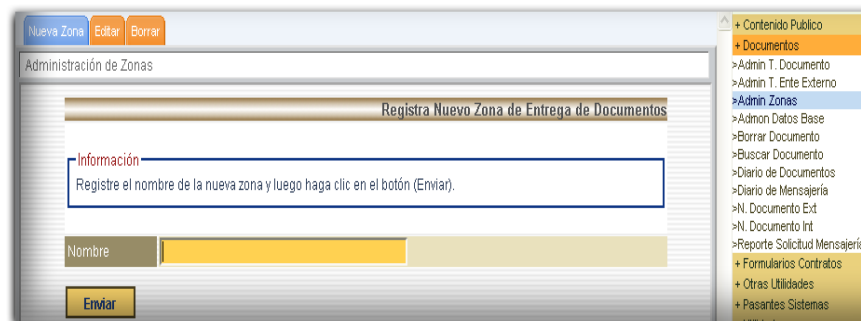 Nueva Zona Editar Borrar
Administración de Zonas
Registra Nuevo Zona de Entrega de Documentos
Información
Registre el nombre de la nueva zona y luego haga clic en el botón (Enviar).
Nombre
Enviar
+ Contenido Publico
+ Documentos
>Admin T. Documento
>Admin T. Ente Externo
>Admin Zonas
>Admon Datos Base
>Borrar Documento
>Buscar Documento
>Diario de Documentos
>Diario de Mensajería
>N. Documento Ext
>N. Documento Int
>Reporte Solicitud Mensajería
+ Formularios Contratos
+ Otras Utilidades
+ Pasantes Sistemas